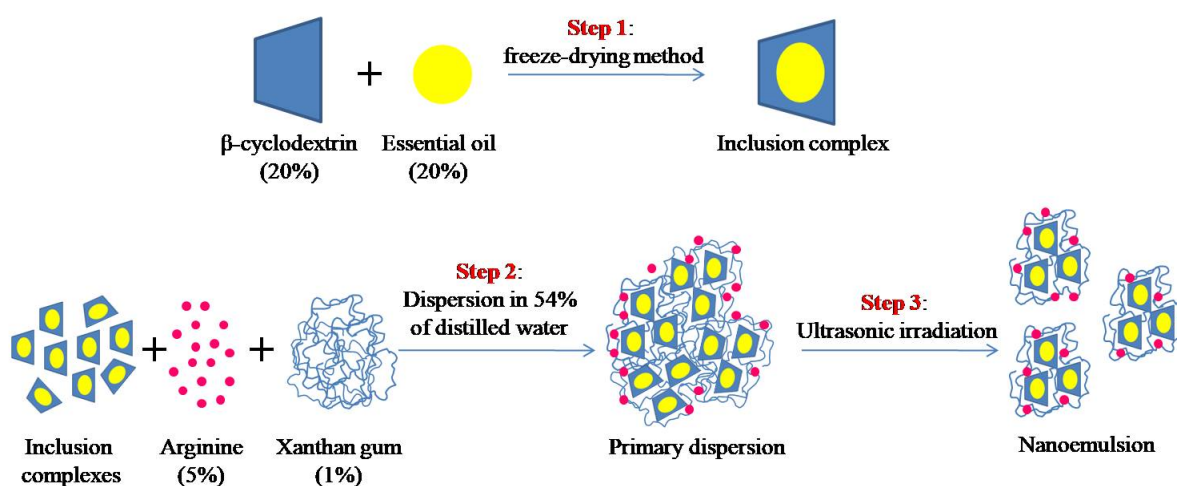 Step 1:
freeze-drying method
+
β-cyclodextrin
(20%)
Essential oil
(20%)
Inclusion complex
Step 2:
Dispersion in 54%
of distilled water
Step 3:
Ultrasonic irradiation
+
+
Inclusion
complexes
Arginine
(5%)
Xanthan gum
(1%)
Primary dispersion
Nanoemulsion